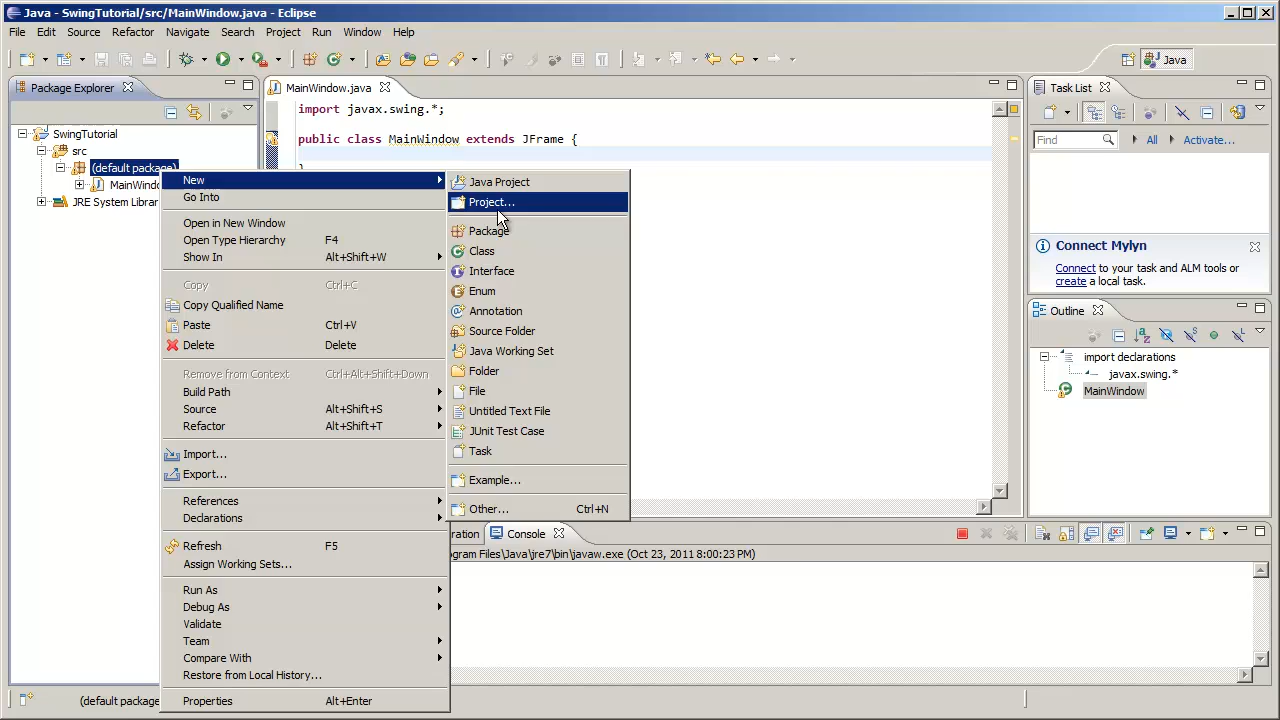 Java - SwingTutorial/src/MainWindow.java - Eclipse
File Edit Source Refactor Navigate Search Project Run Window Help
Java
Package Explorer
SwingTutorial
src
(default package)
JRE System Librar
MainWindow.java
import javax.swing.*;
public class MainWindow extends JFrame {
}
New
Go Into
Open in New Window
Open Type Hierarchy F4
Show In Alt+Shift+W
Copy Ctrl+C
Copy Qualified Name
Paste Ctrl+V
Delete Delete
Remove from Context Ctrl+Alt+Shift+Down
Build Path
Source Alt+Shift+S
Refactor Alt+Shift+T
Import...
Export...
References
Declarations
Refresh F5
Assign Working Sets...
Run As
Debug As
Validate
Team
Compare With
Restore from Local History...
Properties Alt+Enter
Java Project
Project...
Package
Class
Interface
Enum
Annotation
Source Folder
Java Working Set
Folder
File
Untitled Text File
JUnit Test Case
Task
Example...
Other... Ctrl+N
Task List
Find All Activate...
Connect Mylyn
Connect to your task and ALM tools or
create a local task.
Outline
import declarations
javax.swing.*
MainWindow
ration Console
ogram Files\Java\jre7\bin\javaw.exe (Oct 23, 2011 8:00:23 PM)
(default package